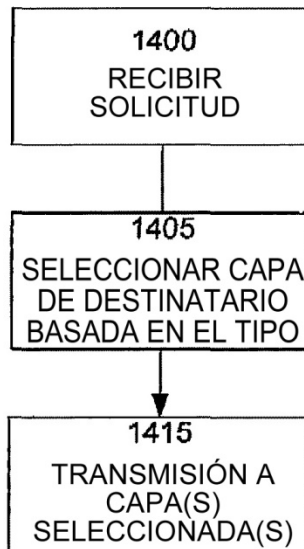 1400
RECIBIR
SOLICITUD
1405
SELECCIONAR CAPA
DE DESTINATARIO
BASADA EN EL TIPO
1415
TRANSMISIÓN A
CAPA(S)
SELECCIONADA(S)